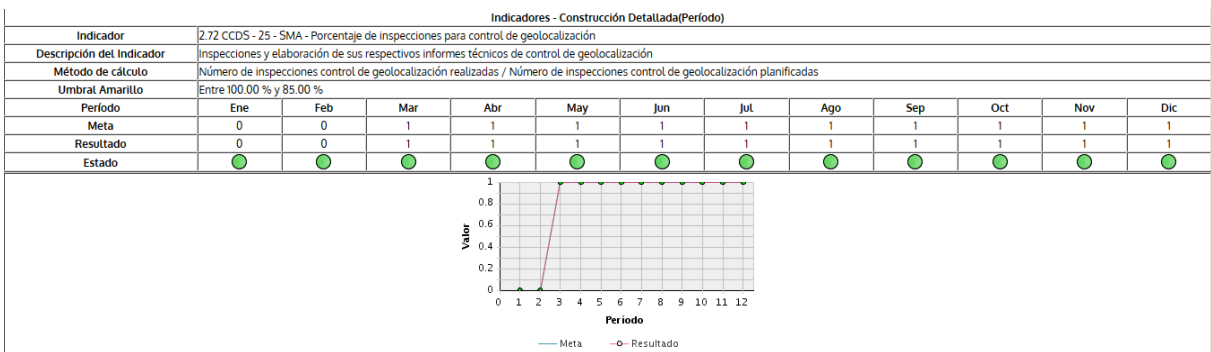 Indicadores - Construcción Detallada(Período)
Indicador 2.72 CCDS - 25 - SMA - Porcentaje de inspecciones para control de geolocalización
Descripción del Indicador Inspecciones y elaboración de sus respectivos informes técnicos de control de geolocalización
Método de cálculo Número de inspecciones control de geolocalización realizadas / Número de inspecciones control de geolocalización planificadas
Umbral Amarillo Entre 100.00 % y 85.00 %
Período Ene Feb Mar Abr May Jun Jul Ago Sep Oct Nov Dic
Meta 0 0 1 1 1 1 1 1 1 1 1 1
Resultado 0 0 1 1 1 1 1 1 1 1 1 1
Estado
Valor
1
0.8
0.6
0.4
0.2
0
0 1 2 3 4 5 6 7 8 9 10 11 12
Período
Meta Resultado